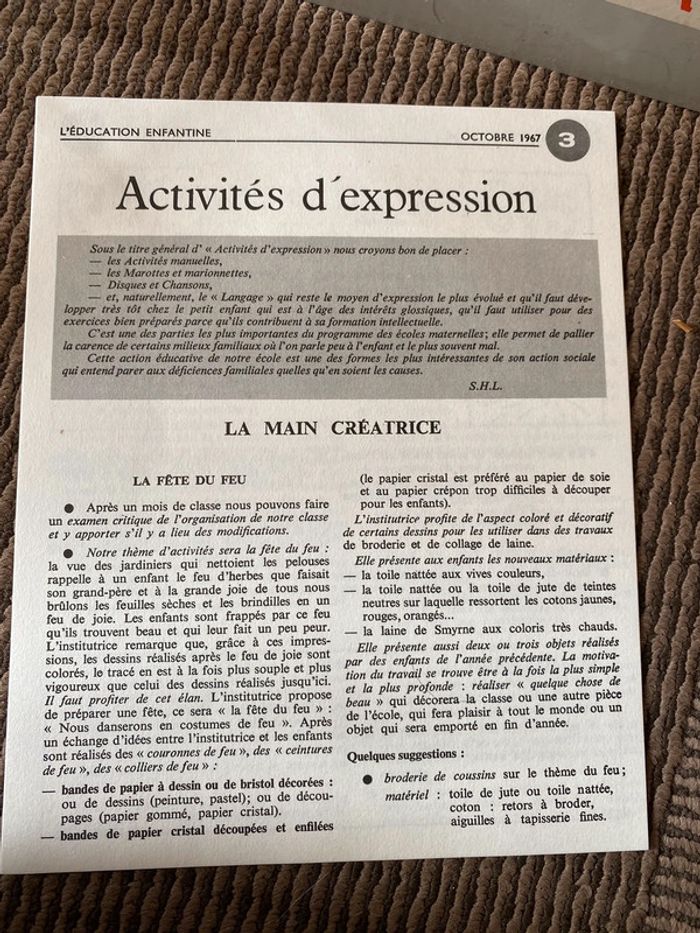 L'ÉDUCATION ENFANTINE
OCTOBRE 1967
3
Activités d'expression
Sous le titre général d' « Activités d'expression » nous croyons bon de placer :
— les Activités manuelles,
— les Marottes et marionnettes,
— Disques et Chansons,
— et, naturellement, le « Langage » qui reste le moyen d'expression le plus évolué et qu'il faut déve-
lopper très tôt chez le petit enfant qui est à l'âge des intérêts glossiques, qu'il faut utiliser pour des
exercices bien préparés parce qu'ils contribuent à sa formation intellectuelle.
C'est une des parties les plus importantes du programme des écoles maternelles; elle permet de pallier
la carence de certains milieux familiaux où l'on parle peu à l'enfant et le plus souvent mal.
Cette action éducative de notre école est une des formes les plus intéressantes de son action sociale
qui entend parer aux déficiences familiales quelles qu'en soient les causes.
S.H.L.
LA MAIN CRÉATRICE
LA FÊTE DU FEU
● Après un mois de classe nous pouvons faire
un examen critique de l'organisation de notre classe
et y apporter s'il y a lieu des modifications.
● Notre thème d'activités sera la fête du feu :
la vue des jardiniers qui nettoient les pelouses
rappelle à un enfant le feu d'herbes que faisait
son grand-père et à la grande joie de tous nous
brûlons les feuilles sèches et les brindilles en un
feu de joie. Les enfants sont frappés par ce feu
qu'ils trouvent beau et qui leur fait un peu peur.
L'institutrice remarque que, grâce à ces impres-
sions, les dessins réalisés après le feu de joie sont
colorés, le tracé en est à la fois plus souple et plus
vigoureux que celui des dessins réalisés jusqu'ici.
Il faut profiter de cet élan. L'institutrice propose
de préparer une fête, ce sera « la fête du feu » :
« Nous danserons en costumes de feu ». Après
un échange d'idées entre l'institutrice et les enfants
sont réalisés des « couronnes de feu », des « ceintures
de feu », des « colliers de feu » :
— bandes de papier à dessin ou de bristol décorées :
ou de dessins (peinture, pastel); ou de décou-
pages (papier gommé, papier cristal).
— bandes de papier cristal découpées et enfilées
(le papier cristal est préféré au papier de soie
et au papier crépon trop difficiles à découper
pour les enfants).
L'institutrice profite de l'aspect coloré et décoratif
de certains dessins pour les utiliser dans des travaux
de broderie et de collage de laine.
Elle présente aux enfants les nouveaux matériaux :
— la toile nattée aux vives couleurs,
— la toile nattée ou la toile de jute de teintes
neutres sur laquelle ressortent les cotons jaunes,
rouges, orangés...
— la laine de Smyrne aux coloris très chauds.
Elle présente aussi deux ou trois objets réalisés
par des enfants de l'année précédente. La motiva-
tion du travail se trouve être à la fois la plus simple
et la plus profonde : réaliser « quelque chose de
beau » qui décorera la classe ou une autre pièce
de l'école, qui fera plaisir à tout le monde ou un
objet qui sera emporté en fin d'année.
Quelques suggestions :
● broderie de coussins sur le thème du feu;
matériel : toile de jute ou toile nattée,
coton : retors à broder,
aiguilles à tapisserie fines.